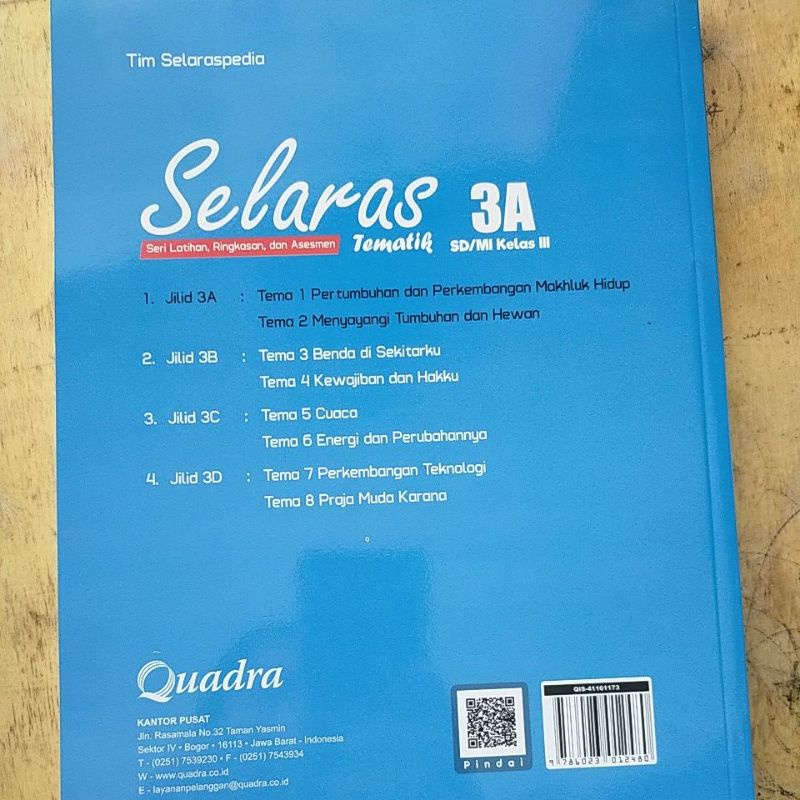 Tim Selaraspedia
Selaras 3A
Seri Latihan, Ringkasan, dan Asesmen Tematik SD/MI Kelas III
1. Jilid 3A : Tema 1 Pertumbuhan dan Perkembangan Makhluk Hidup
Tema 2 Menyayangi Tumbuhan dan Hewan
2. Jilid 3B : Tema 3 Benda di Sekitarku
Tema 4 Kewajiban dan Hakku
3. Jilid 3C : Tema 5 Cuaca
Tema 6 Energi dan Perubahannya
4. Jilid 3D : Tema 7 Perkembangan Teknologi
Tema 8 Praja Muda Karana
Quadra
KANTOR PUSAT
Jln. Rasamala No.32 Taman Yasmin
Sektor IV • Bogor • 16113 • Jawa Barat - Indonesia
T - (0251) 7539230 • F - (0251) 7543934
W - www.quadra.co.id
E - layananpelanggan@quadra.co.id
Pindai
QIS-41161173
9 786023 012480